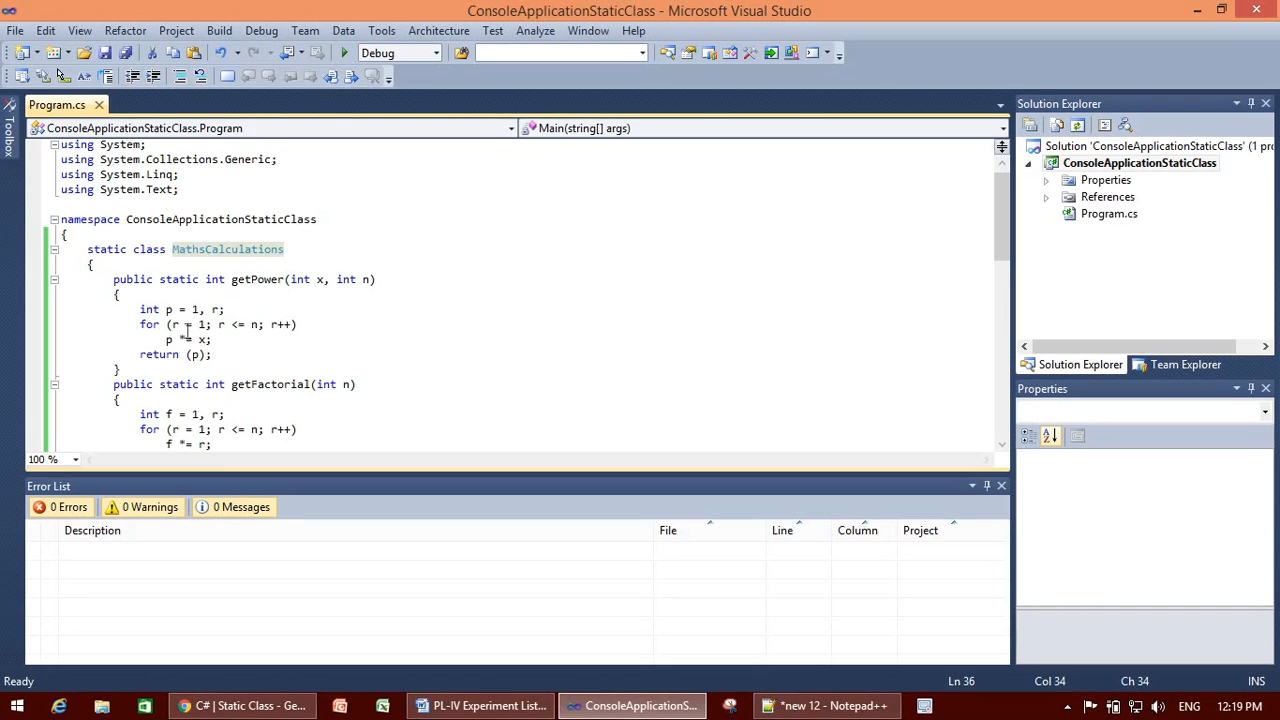 ConsoleApplicationStaticClass - Microsoft Visual Studio
File Edit View Refactor Project Build Debug Team Data Tools Architecture Test Analyze Window Help
Debug
Program.cs
Toolbox
ConsoleApplicationStaticClass.Program Main(string[] args)
using System;
using System.Collections.Generic;
using System.Linq;
using System.Text;
namespace ConsoleApplicationStaticClass
{
static class MathsCalculations
{
public static int getPower(int x, int n)
{
int p = 1, r;
for (r = 1; r <= n; r++)
p *= x;
return (p);
}
public static int getFactorial(int n)
{
int f = 1, r;
for (r = 1; r <= n; r++)
f *= r;
100 %
Solution Explorer
Solution 'ConsoleApplicationStaticClass' (1 pro
ConsoleApplicationStaticClass
Properties
References
Program.cs
Solution Explorer Team Explorer
Properties
Error List
0 Errors 0 Warnings 0 Messages
Description File Line Column Project
Ready Ln 36 Col 34 Ch 34 INS
C# | Static Class - Ge... PL-IV Experiment List... ConsoleApplicationS... *new 12 - Notepad++ ENG 12:19 PM